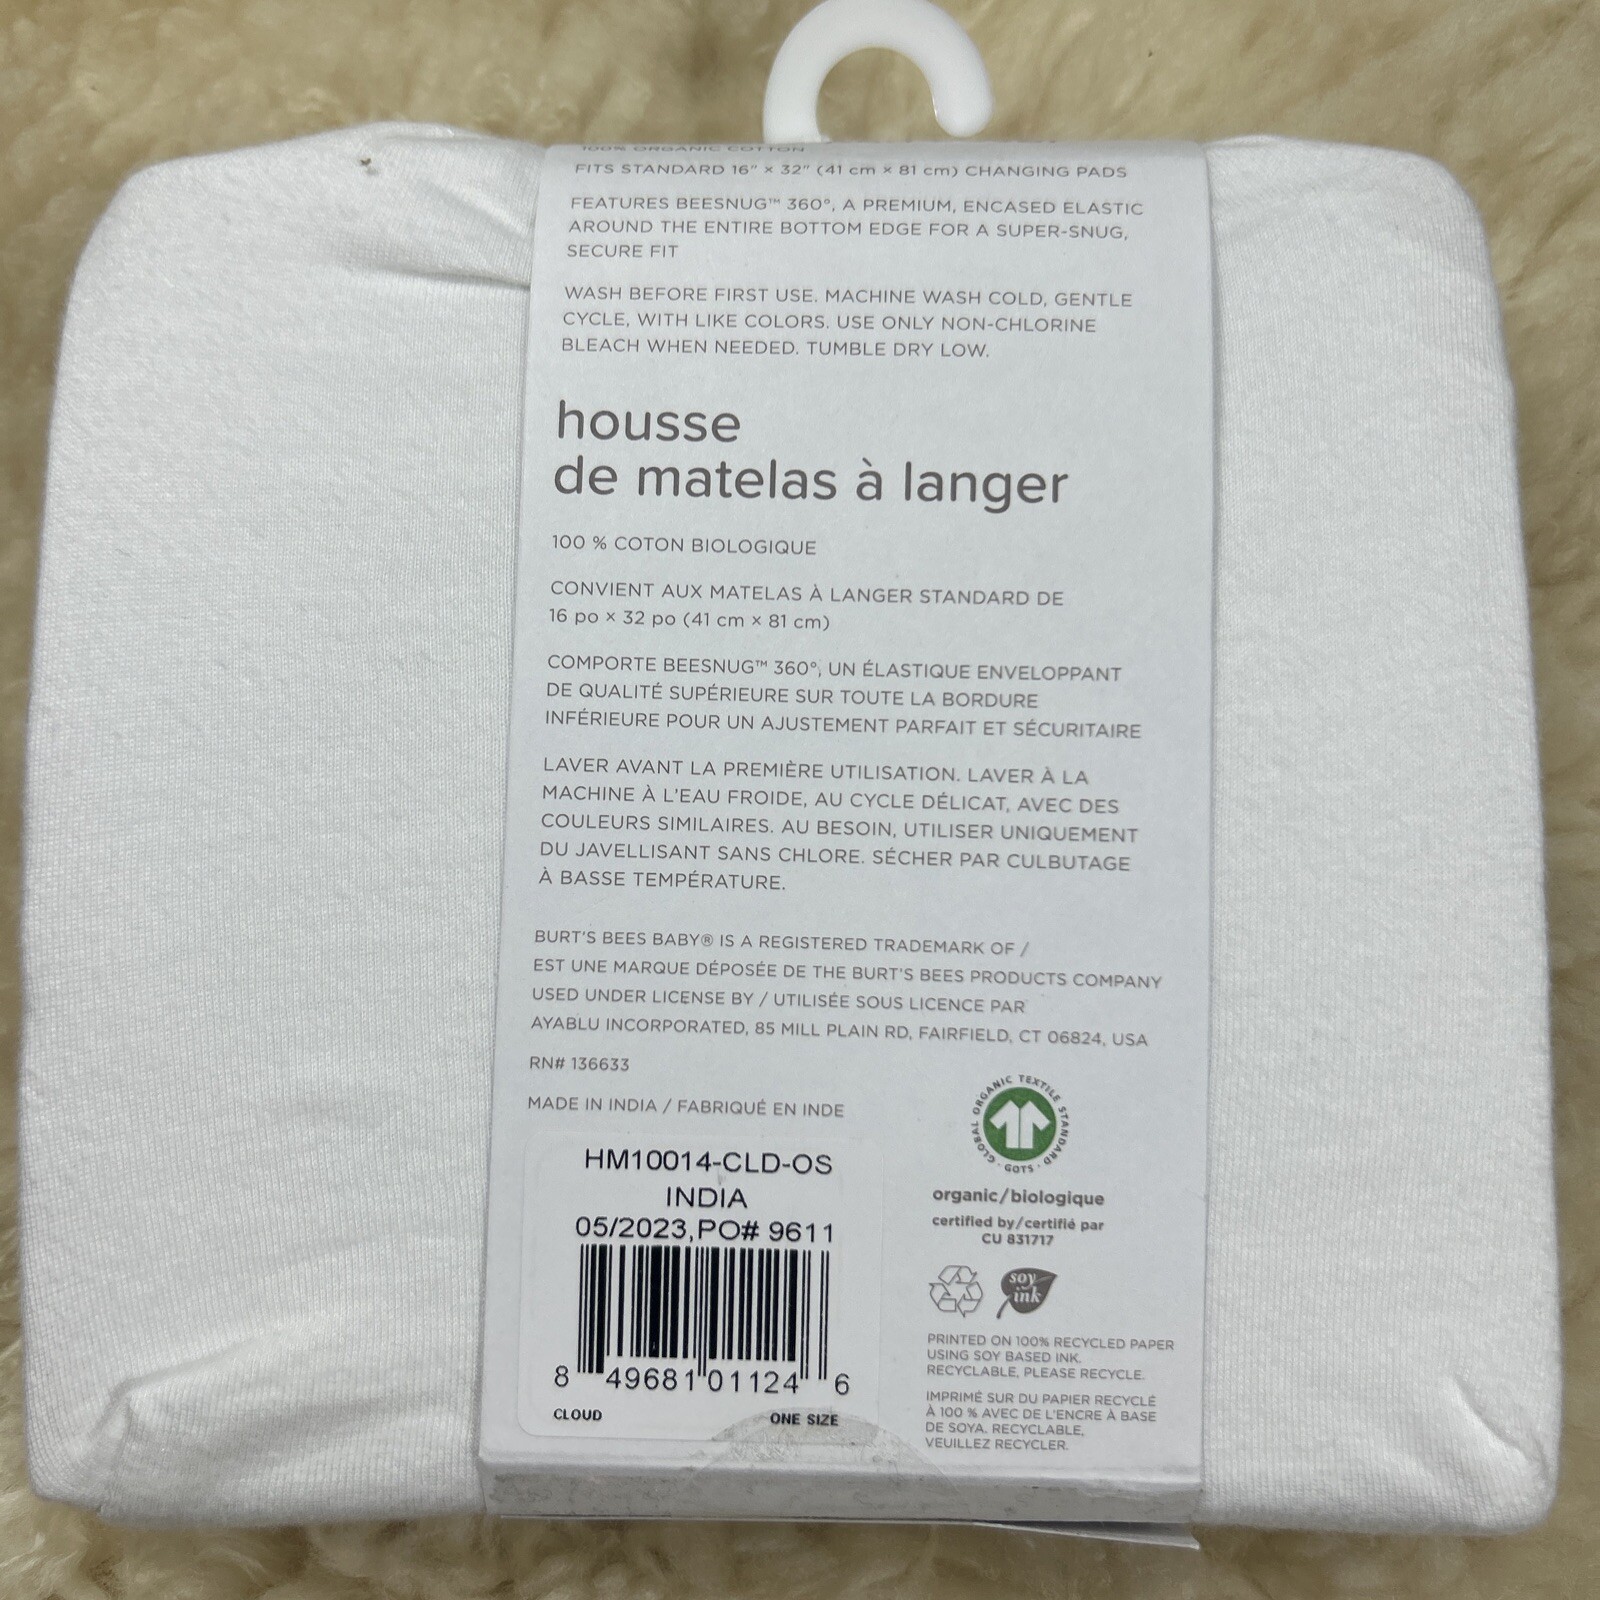 100% ORGANIC COTTON
FITS STANDARD 16" × 32" (41 cm × 81 cm) CHANGING PADS
FEATURES BEESNUG™ 360°, A PREMIUM, ENCASED ELASTIC
AROUND THE ENTIRE BOTTOM EDGE FOR A SUPER-SNUG,
SECURE FIT
WASH BEFORE FIRST USE. MACHINE WASH COLD, GENTLE
CYCLE, WITH LIKE COLORS. USE ONLY NON-CHLORINE
BLEACH WHEN NEEDED. TUMBLE DRY LOW.
housse
de matelas à langer
100 % COTON BIOLOGIQUE
CONVIENT AUX MATELAS À LANGER STANDARD DE
16 po × 32 po (41 cm × 81 cm)
COMPORTE BEESNUG™ 360°, UN ÉLASTIQUE ENVELOPPANT
DE QUALITÉ SUPÉRIEURE SUR TOUTE LA BORDURE
INFÉRIEURE POUR UN AJUSTEMENT PARFAIT ET SÉCURITAIRE
LAVER AVANT LA PREMIÈRE UTILISATION. LAVER À LA
MACHINE À L'EAU FROIDE, AU CYCLE DÉLICAT, AVEC DES
COULEURS SIMILAIRES. AU BESOIN, UTILISER UNIQUEMENT
DU JAVELLISANT SANS CHLORE. SÉCHER PAR CULBUTAGE
À BASSE TEMPÉRATURE.
BURT'S BEES BABY® IS A REGISTERED TRADEMARK OF /
EST UNE MARQUE DÉPOSÉE DE THE BURT'S BEES PRODUCTS COMPANY
USED UNDER LICENSE BY / UTILISÉE SOUS LICENCE PAR
AYABLU INCORPORATED, 85 MILL PLAIN RD, FAIRFIELD, CT 06824, USA
RN# 136633
MADE IN INDIA / FABRIQUÉ EN INDE
HM10014-CLD-OS
INDIA
05/2023,PO# 9611
8 49681 01124 6
CLOUD ONE SIZE
GLOBAL ORGANIC TEXTILE STANDARD · GOTS ·
organic/biologique
certified by/certifié par
CU 831717
soy
ink
PRINTED ON 100% RECYCLED PAPER
USING SOY BASED INK.
RECYCLABLE, PLEASE RECYCLE.
IMPRIMÉ SUR DU PAPIER RECYCLÉ
À 100 % AVEC DE L'ENCRE À BASE
DE SOYA. RECYCLABLE,
VEUILLEZ RECYCLER.